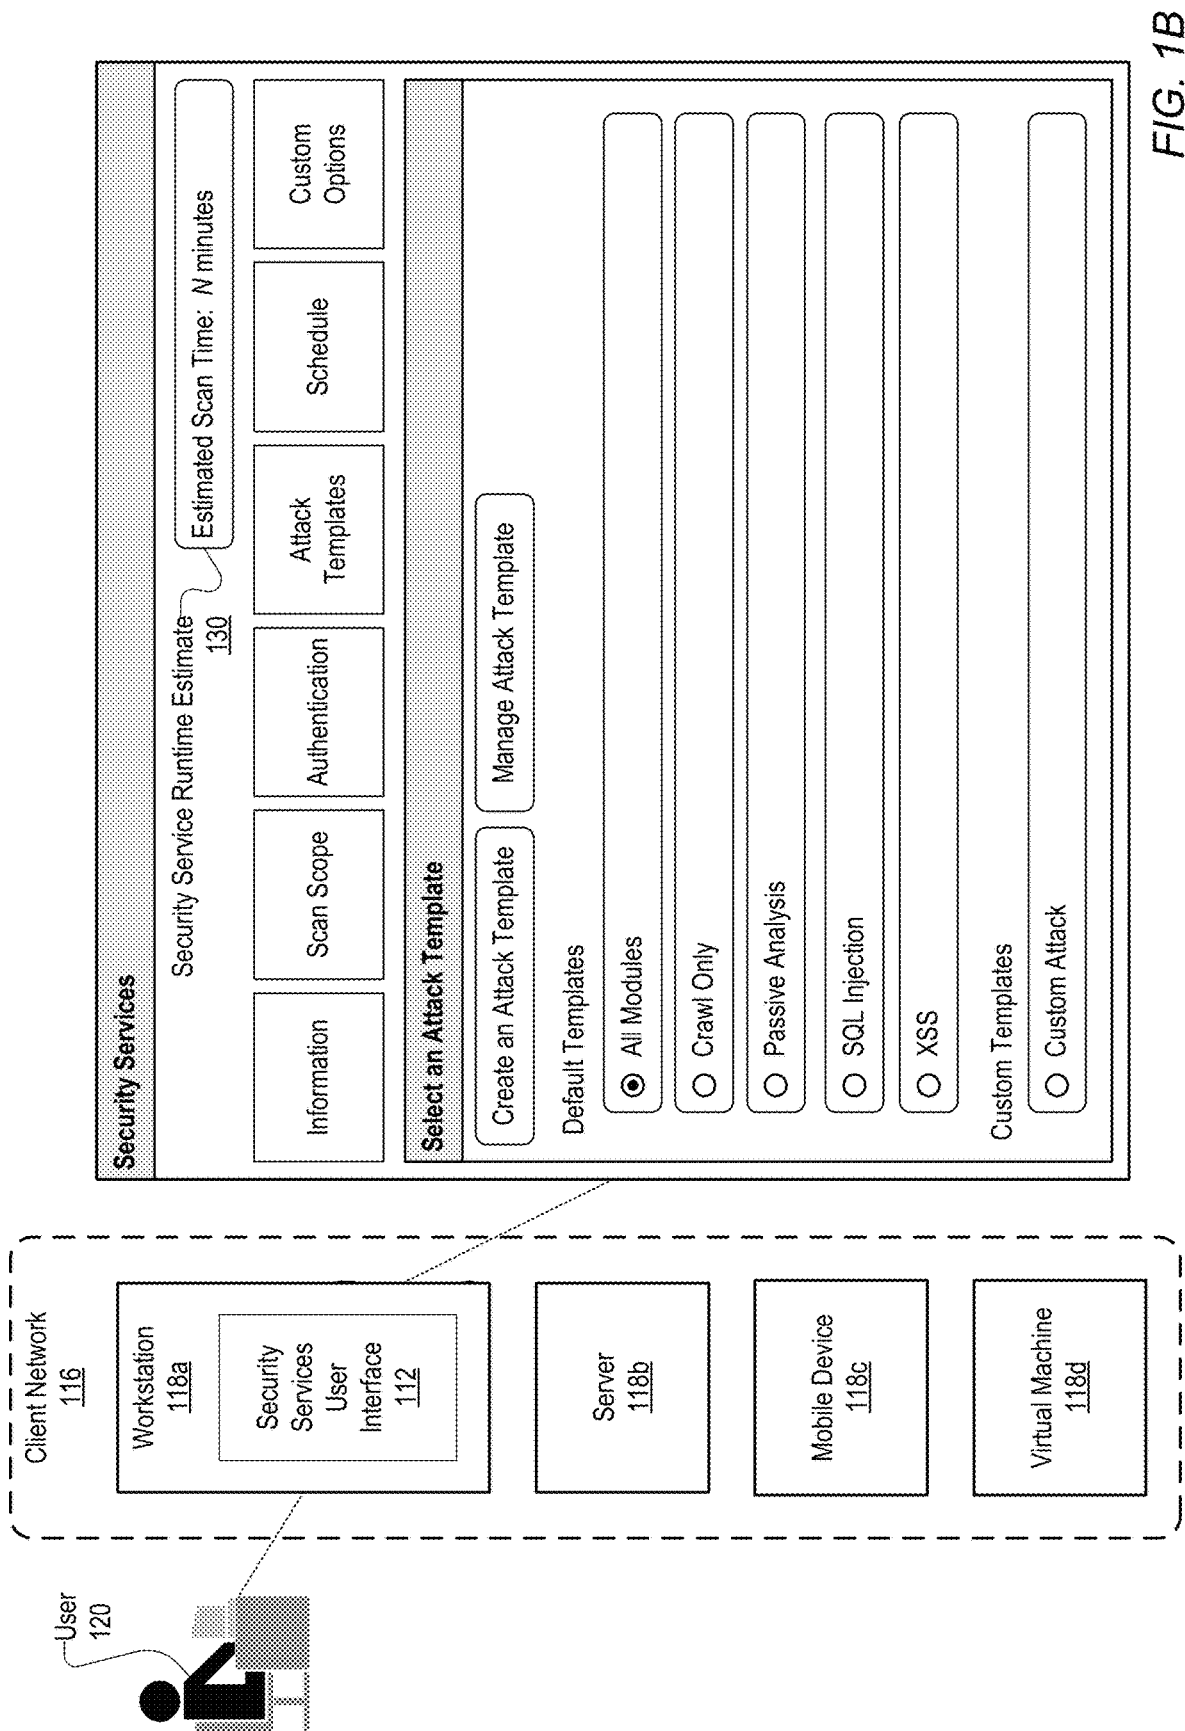 User
120
Client Network
116
Workstation
118a
Security
Services
User
Interface
112
Server
118b
Mobile Device
118c
Virtual Machine
118d
Security Services
Security Service Runtime Estimate
130
Estimated Scan Time: N minutes
Information
Scan Scope
Authentication
Attack
Templates
Schedule
Custom
Options
Select an Attack Template
Create an Attack Template
Manage Attack Template
Default Templates
All Modules
Crawl Only
Passive Analysis
SQL Injection
XSS
Custom Templates
Custom Attack
FIG. 1B